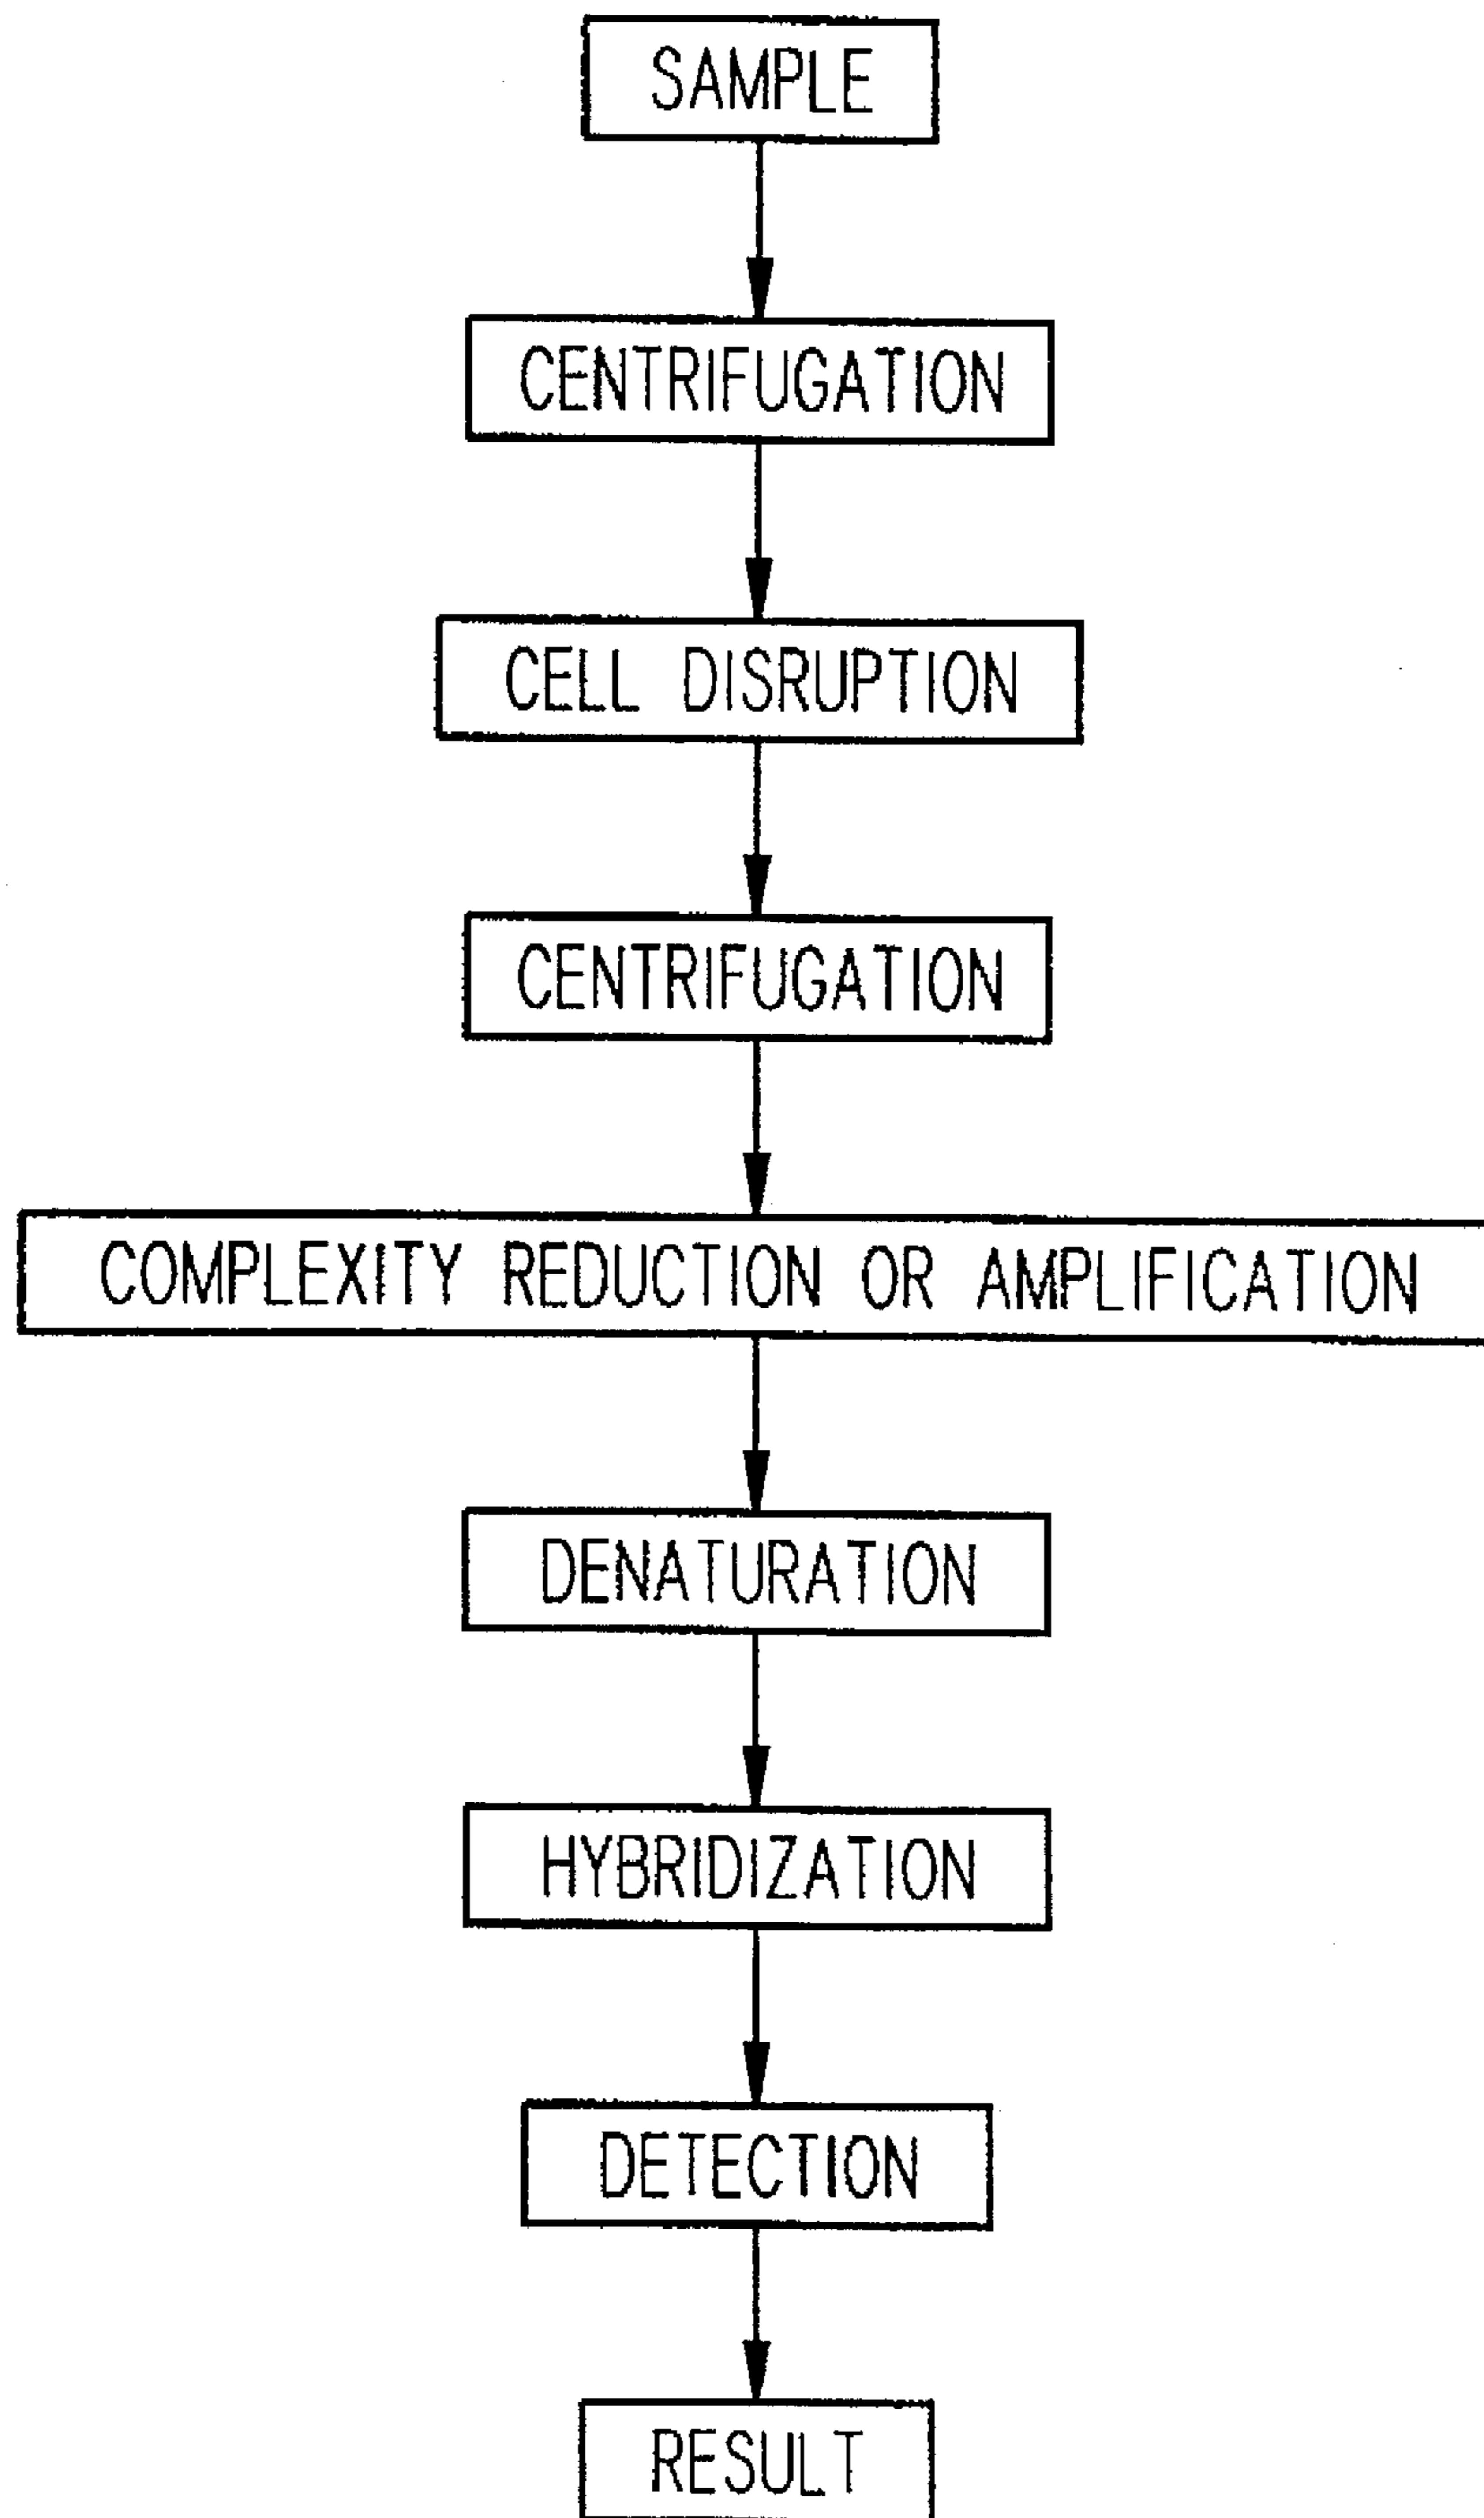 SAMPLE
CENTRIFUGATION
CELL DISRUPTION
CENTRIFUGATION
COMPLEXITY REDUCTION OR AMPLIFICATION
DENATURATION
HYBRIDIZATION
DETECTION
RESULT